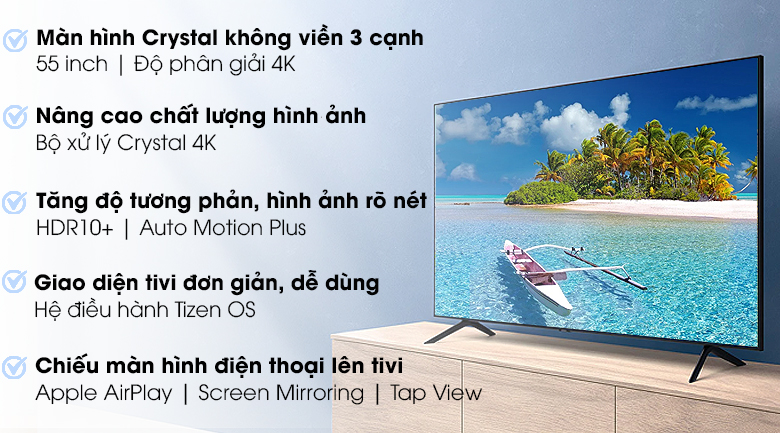 Màn hình Crystal không viền 3 cạnh
55 inch | Độ phân giải 4K
Nâng cao chất lượng hình ảnh
Bộ xử lý Crystal 4K
Tăng độ tương phản, hình ảnh rõ nét
HDR10+ | Auto Motion Plus
Giao diện tivi đơn giản, dễ dùng
Hệ điều hành Tizen OS
Chiếu màn hình điện thoại lên tivi
Apple AirPlay | Screen Mirroring | Tap View